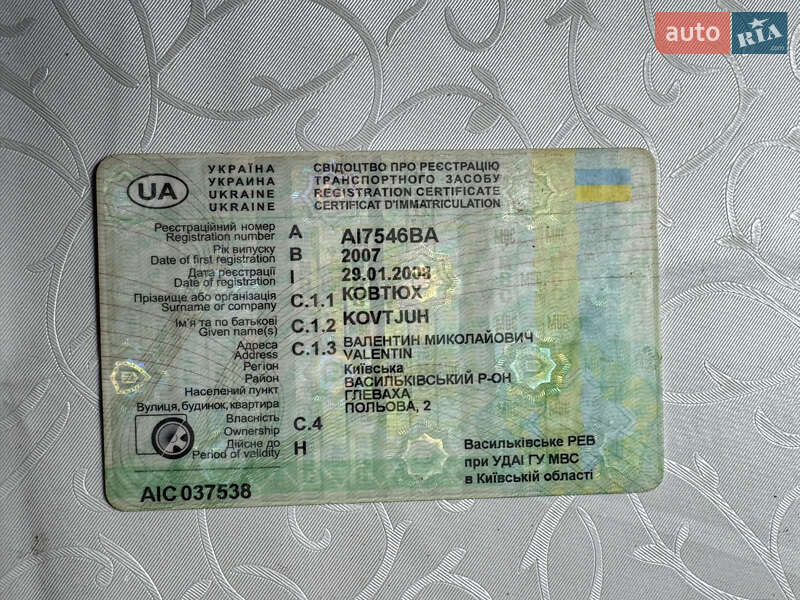 auto RIA .com
UA
УКРАЇНА
УКРАИНА
UKRAINE
UKRAINE
СВІДОЦТВО ПРО РЕЄСТРАЦІЮ
ТРАНСПОРТНОГО ЗАСОБУ
REGISTRATION CERTIFICATE
CERTIFICAT D'IMMATRICULATION
Реєстраційний номер
Registration number
A
AI7546BA
Рік випуску
Date of first registration
B
2007
Дата реєстрації
Date of registration
I
29.01.2008
Прізвище або організація
Surname or company
C.1.1
КОВТЮХ
KOVTJUH
Ім'я та по батькові
Given name(s)
C.1.2
ВАЛЕНТИН МИКОЛАЙОВИЧ
VALENTIN
Адреса
Address
C.1.3
Регіон
Київська
Район
ВАСИЛЬКІВСЬКИЙ Р-ОН
Населений пункт
ГЛЕВАХА
Вулиця, будинок, квартира
ПОЛЬОВА, 2
Власність
Ownership
C.4
Дійсне до
Period of validity
H
Васильківське РЕВ
при УДАІ ГУ МВС
в Київській області
AIC 037538